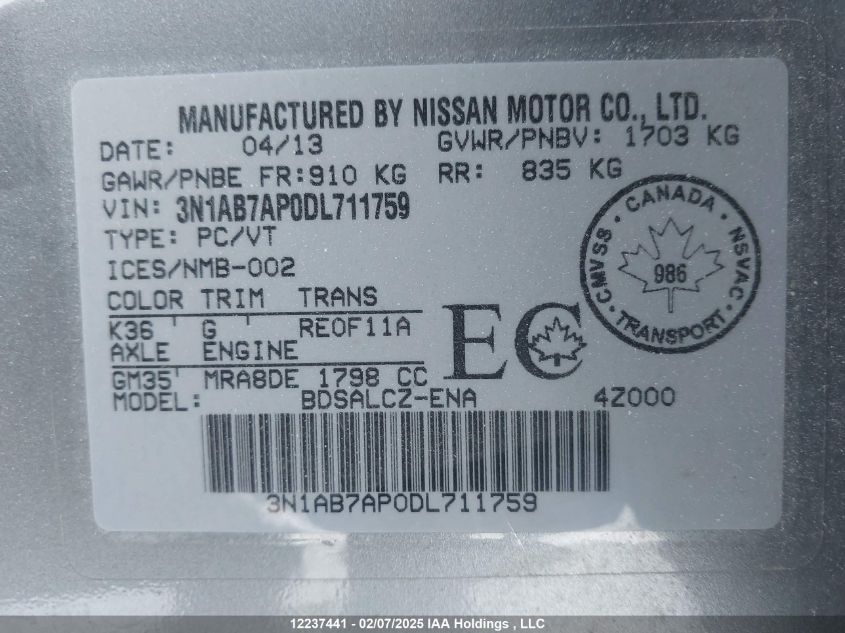 MANUFACTURED BY NISSAN MOTOR CO., LTD.
DATE: 04/13 GVWR/PNBV: 1703 KG
GAWR/PNBE FR:910 KG RR: 835 KG
VIN: 3N1AB7AP0DL711759
TYPE: PC/VT
ICES/NMB-002
COLOR TRIM TRANS
K36 ' G ' RE0F11A
AXLE ENGINE
GM35' MRA8DE 1798 CC
MODEL: BDSALCZ-ENA 4Z000
EC
· CANADA · NSVAC · TRANSPORT · CMVSS
986
3N1AB7AP0DL711759
12237441 - 02/07/2025 IAA Holdings , LLC